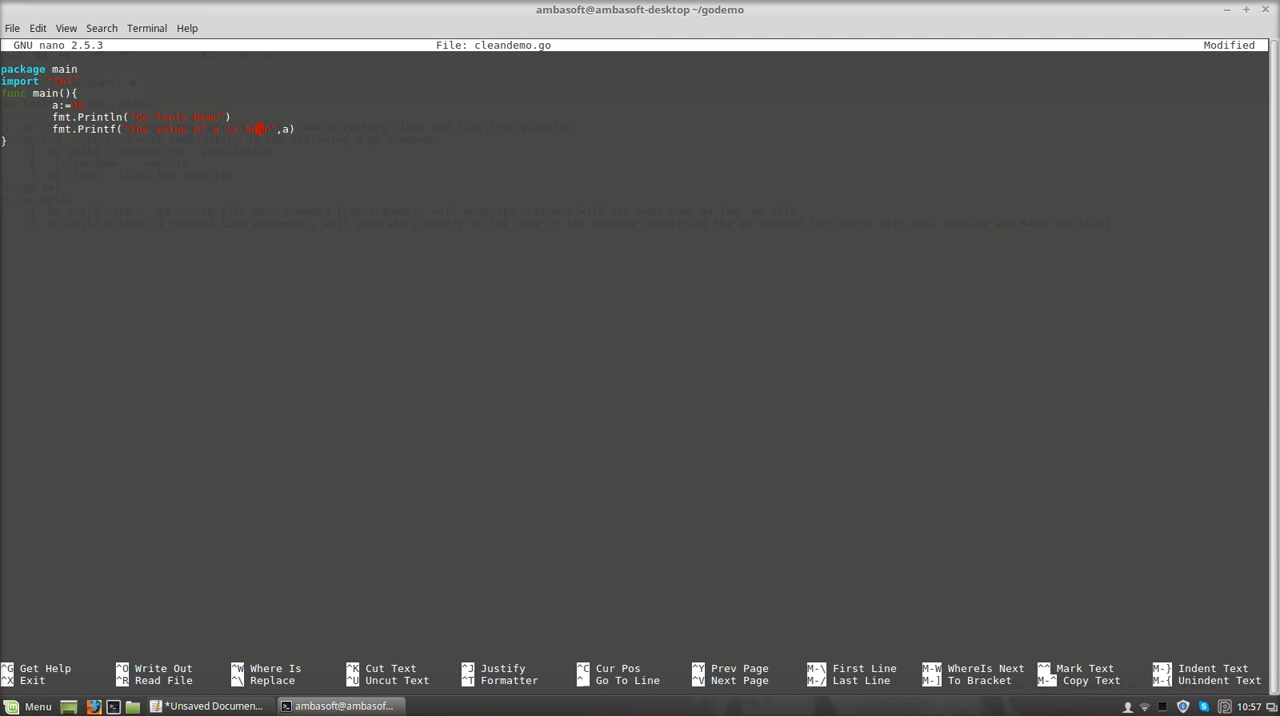 ambasoft@ambasoft-desktop ~/godemo
File Edit View Search Terminal Help
GNU nano 2.5.3 File: cleandemo.go Modified
package main
import "fmt"
func main(){
a:=10
fmt.Println("Go Tools Demo")
fmt.Printf("The value of a is ,a)
}
^G Get Help ^O Write Out ^W Where Is ^K Cut Text ^J Justify ^C Cur Pos ^Y Prev Page M-\ First Line M-W WhereIs Next ^^ Mark Text M-} Indent Text
^X Exit ^R Read File ^\ Replace ^U Uncut Text ^T Formatter ^_ Go To Line ^V Next Page M-/ Last Line M-] To Bracket M-^ Copy Text M-{ Unindent Text
Menu *Unsaved Documen... ambasoft@ambasof... 10:57